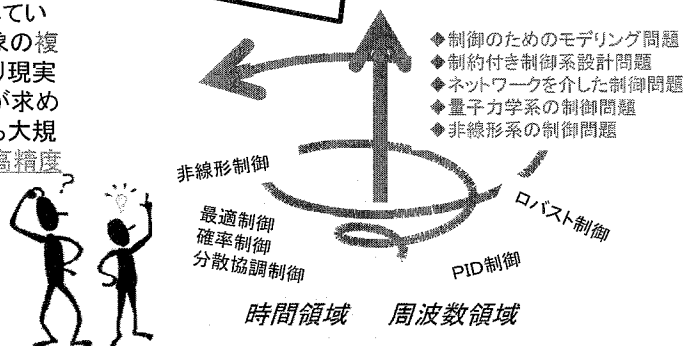 てい
象の複
り現実
が求め
ら大規
高精度
?
◆制御のためのモデリング問題
◆制約付き制御系設計問題
◆ネットワークを介した制御問題
◆量子力学系の制御問題
◆非線形系の制御問題
非線形制御
最適制御
確率制御
分散協調制御
ロバスト制御
PID制御
時間領域 周波数領域